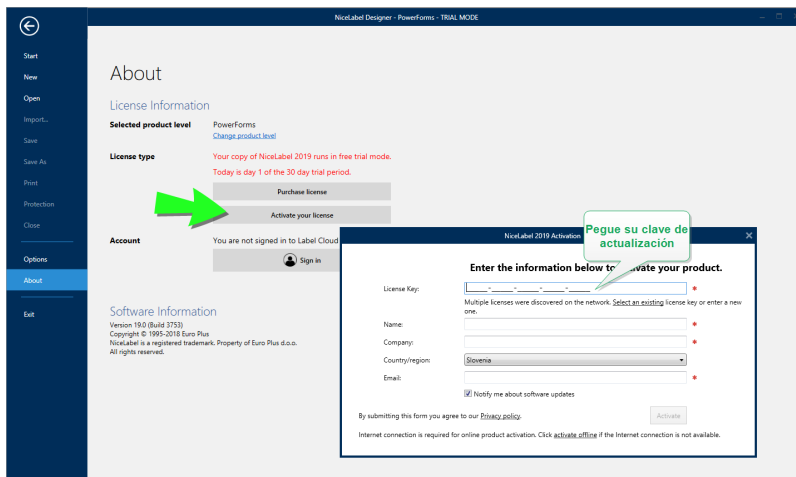 NiceLabel Designer - PowerForms - TRIAL MODE
Start
New
Open
Import...
Save
Save As
Print
Protection
Close
Options
About
Exit
About
License Information
Selected product level PowerForms
Change product level
License type Your copy of NiceLabel 2019 runs in free trial mode.
Today is day 1 of the 30 day trial period.
Purchase license
Activate your license
Account You are not signed in to Label Cloud
Sign in
Software Information
Version 19.0 (Build 3753)
Copyright © 1995-2018 Euro Plus
NiceLabel is a registered trademark. Property of Euro Plus d.o.o.
All rights reserved.
NiceLabel 2019 Activation
Pegue su clave de
actualización
Enter the information below to vate your product.
License Key: _____-_____-_____-_____-_____ *
Multiple licenses were discovered on the network. Select an existing license key or enter a new
one.
Name: *
Company: *
Country/region: Slovenia
Email: *
Notify me about software updates
By submitting this form you agree to our Privacy policy.
Activate
Internet connection is required for online product activation. Click activate offline if the Internet connection is not available.